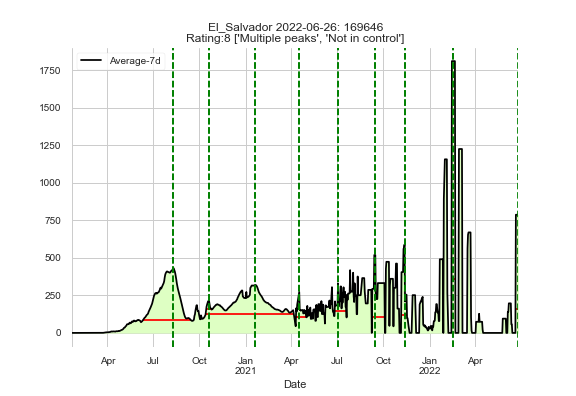 El_Salvador 2022-06-26: 169646
Rating:8 ['Multiple peaks', 'Not in control']
Average-7d
1750
1500
1250
1000
750
500
250
0
Apr
Jul
Oct
Jan
2021
Apr
Jul
Oct
Jan
2022
Apr
Date